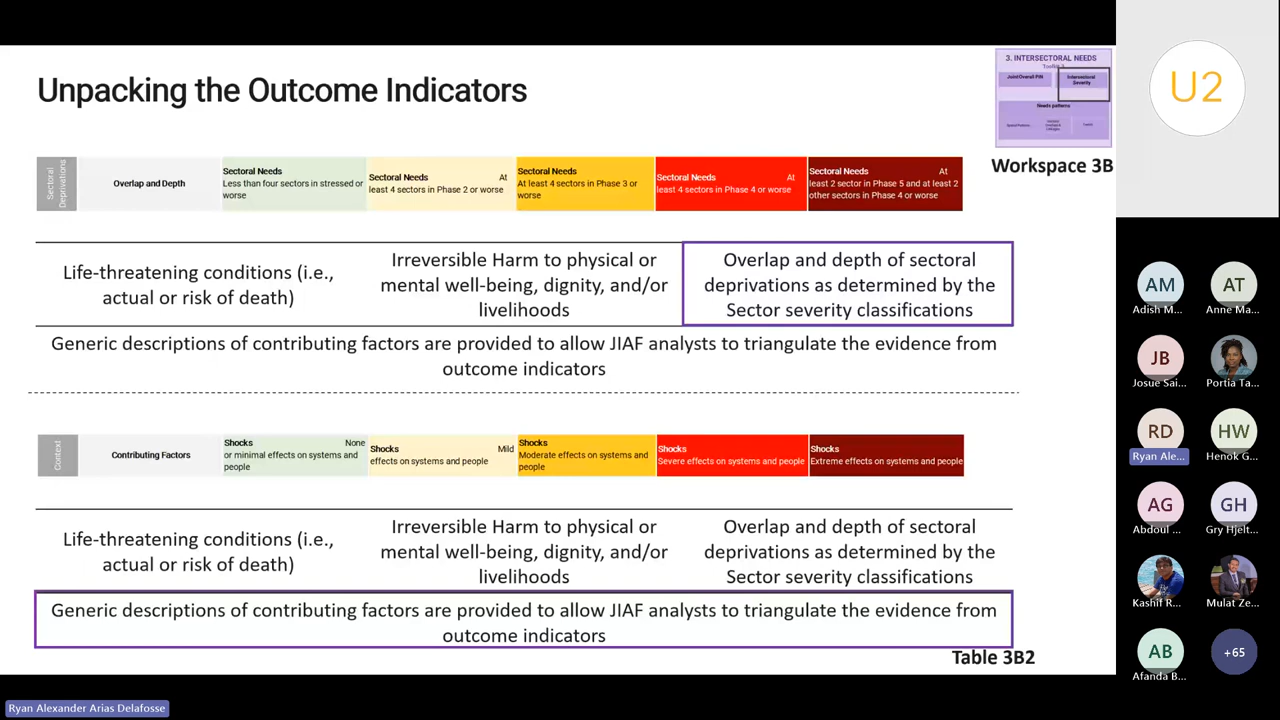 Unpacking the Outcome Indicators
3. INTERSECTORAL NEEDS
Joint/Overall PiN
Intersectoral
Severity
Needs patterns
Workspace 3B
Sectoral
Deprivations
Overlap and Depth
Sectoral Needs
Less than four sectors in stressed or
worse
Sectoral Needs At
least 4 sectors in Phase 2 or worse
Sectoral Needs
At least 4 sectors in Phase 3 or
worse
Sectoral Needs At
least 4 sectors in Phase 4 or worse
Sectoral Needs At
least 2 sector in Phase 5 and at least 2
other sectors in Phase 4 or worse
Life-threatening conditions (i.e.,
actual or risk of death)
Irreversible Harm to physical or
mental well-being, dignity, and/or
livelihoods
Overlap and depth of sectoral
deprivations as determined by the
Sector severity classifications
Generic descriptions of contributing factors are provided to allow JIAF analysts to triangulate the evidence from
outcome indicators
Context
Contributing Factors
Shocks None
or minimal effects on systems and
people
Shocks Mild
effects on systems and people
Shocks
Moderate effects on systems and
people
Shocks
Severe effects on systems and people
Shocks
Extreme effects on systems and people
Life-threatening conditions (i.e.,
actual or risk of death)
Irreversible Harm to physical or
mental well-being, dignity, and/or
livelihoods
Overlap and depth of sectoral
deprivations as determined by the
Sector severity classifications
Generic descriptions of contributing factors are provided to allow JIAF analysts to triangulate the evidence from
outcome indicators
Table 3B2
Ryan Alexander Arias Delafosse
U2
AM
Adish M...
AT
Anne Ma...
JB
Josue Sai...
Portia Ta...
RD
Ryan Ale...
HW
Henok G...
AG
Abdoul ...
GH
Gry Hjelt...
Kashif R...
Mulat Ze...
AB
Afanda B...
+65